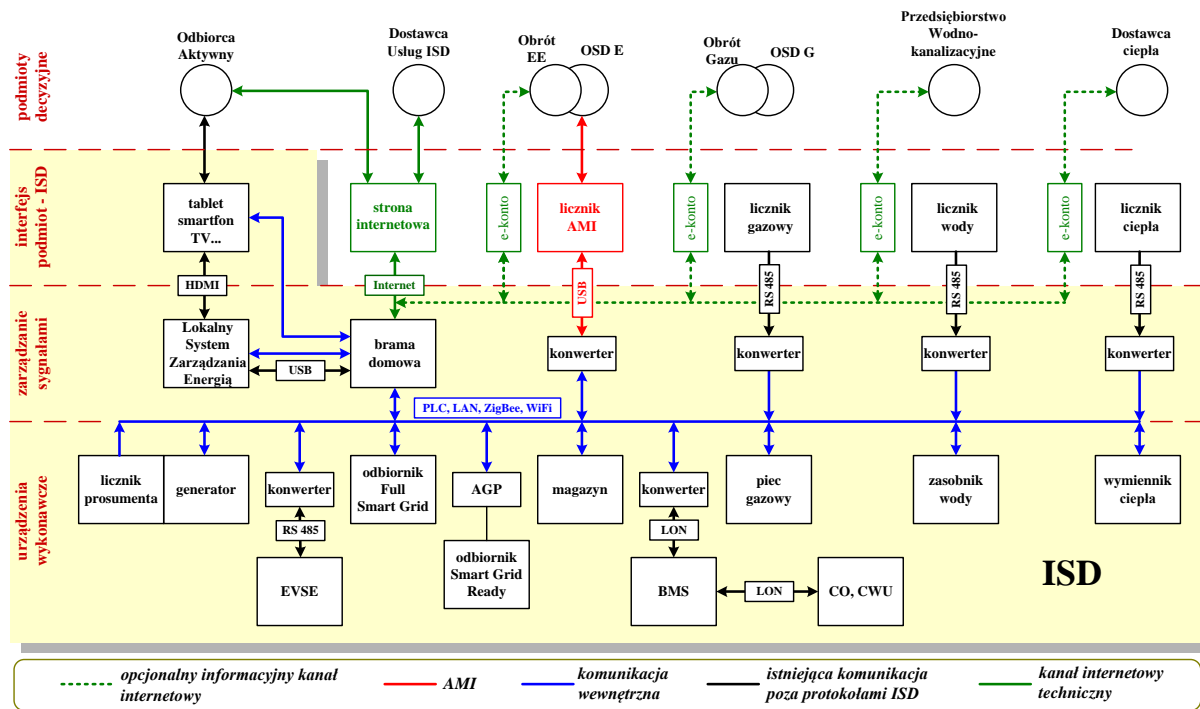 podmioty
decyzyjne
Odbiorca
Aktywny
Dostawca
Usług ISD
Obrót
EE
OSD E
Obrót
Gazu
OSD G
Przedsiębiorstwo
Wodno-
kanalizacyjne
Dostawca
ciepła
interfejs
podmiot - ISD
tablet
smartfon
TV...
strona
internetowa
e-konto
licznik
AMI
e-konto
licznik
gazowy
e-konto
licznik
wody
e-konto
licznik
ciepła
HDMI
Internet
USB
RS 485
RS 485
RS 485
zarządzanie
sygnałami
Lokalny
System
Zarządzania
Energią
USB
brama
domowa
konwerter
konwerter
konwerter
konwerter
PLC, LAN, ZigBee, WiFi
urządzenia
wykonawcze
licznik
prosumenta
generator
konwerter
odbiornik
Full
Smart Grid
AGP
magazyn
konwerter
piec
gazowy
zasobnik
wody
wymiennik
ciepła
RS 485
LON
EVSE
odbiornik
Smart Grid
Ready
BMS
LON
CO, CWU
ISD
opcjonalny informacyjny kanał
internetowy
AMI
komunikacja
wewnętrzna
istniejąca komunikacja
poza protokołami ISD
kanał internetowy
techniczny